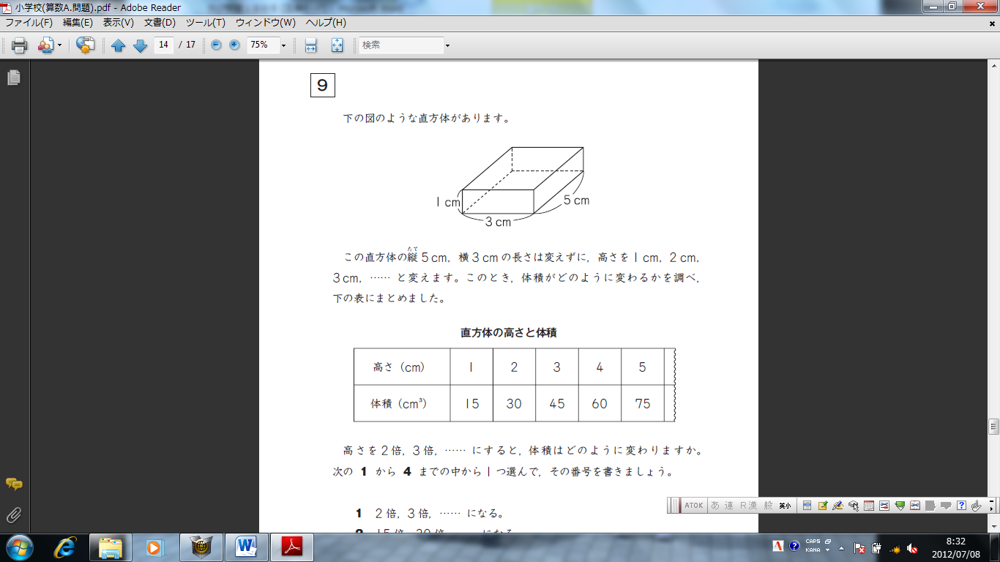 小学校(算数A.問題).pdf - Adobe Reader
ファイル(F) 編集(E) 表示(V) 文書(D) ツール(T) ウィンドウ(W) ヘルプ(H)
14 / 17 75% 検索
9
下の図のような直方体があります。
1 cm
5 cm
3 cm
たて
この直方体の縦 5 cm, 横 3 cm の長さは変えずに, 高さを 1 cm, 2 cm,
3 cm, …… と変えます。このとき, 体積がどのように変わるかを調べ,
下の表にまとめました。
直方体の高さと体積
高さ (cm) 1 2 3 4 5
体積 (cm³) 15 30 45 60 75
高さを 2 倍, 3 倍, …… にすると, 体積はどのように変わりますか。
次の 1 から 4 までの中から 1 つ選んで, その番号を書きましょう。
ATOK あ 連 R漢 般 英小
1 2 倍, 3 倍, …… になる。
CAPS
KANA
8:32
2012/07/08